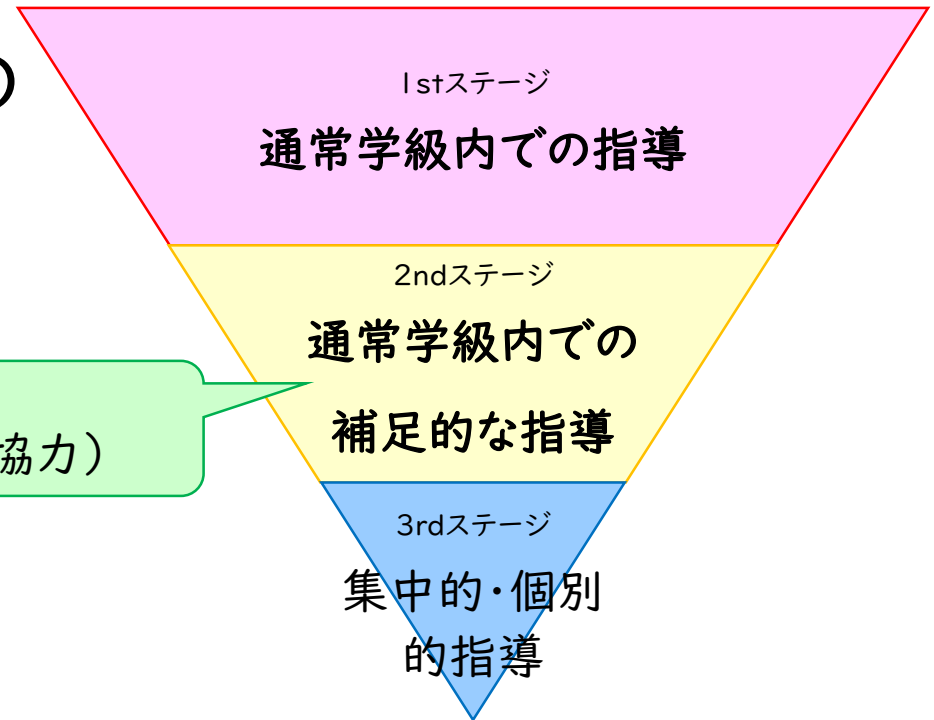 の
1stステージ
通常学級内での指導
2ndステージ
通常学級内での
補足的な指導
協力）
3rdステージ
集中的・個別
的指導